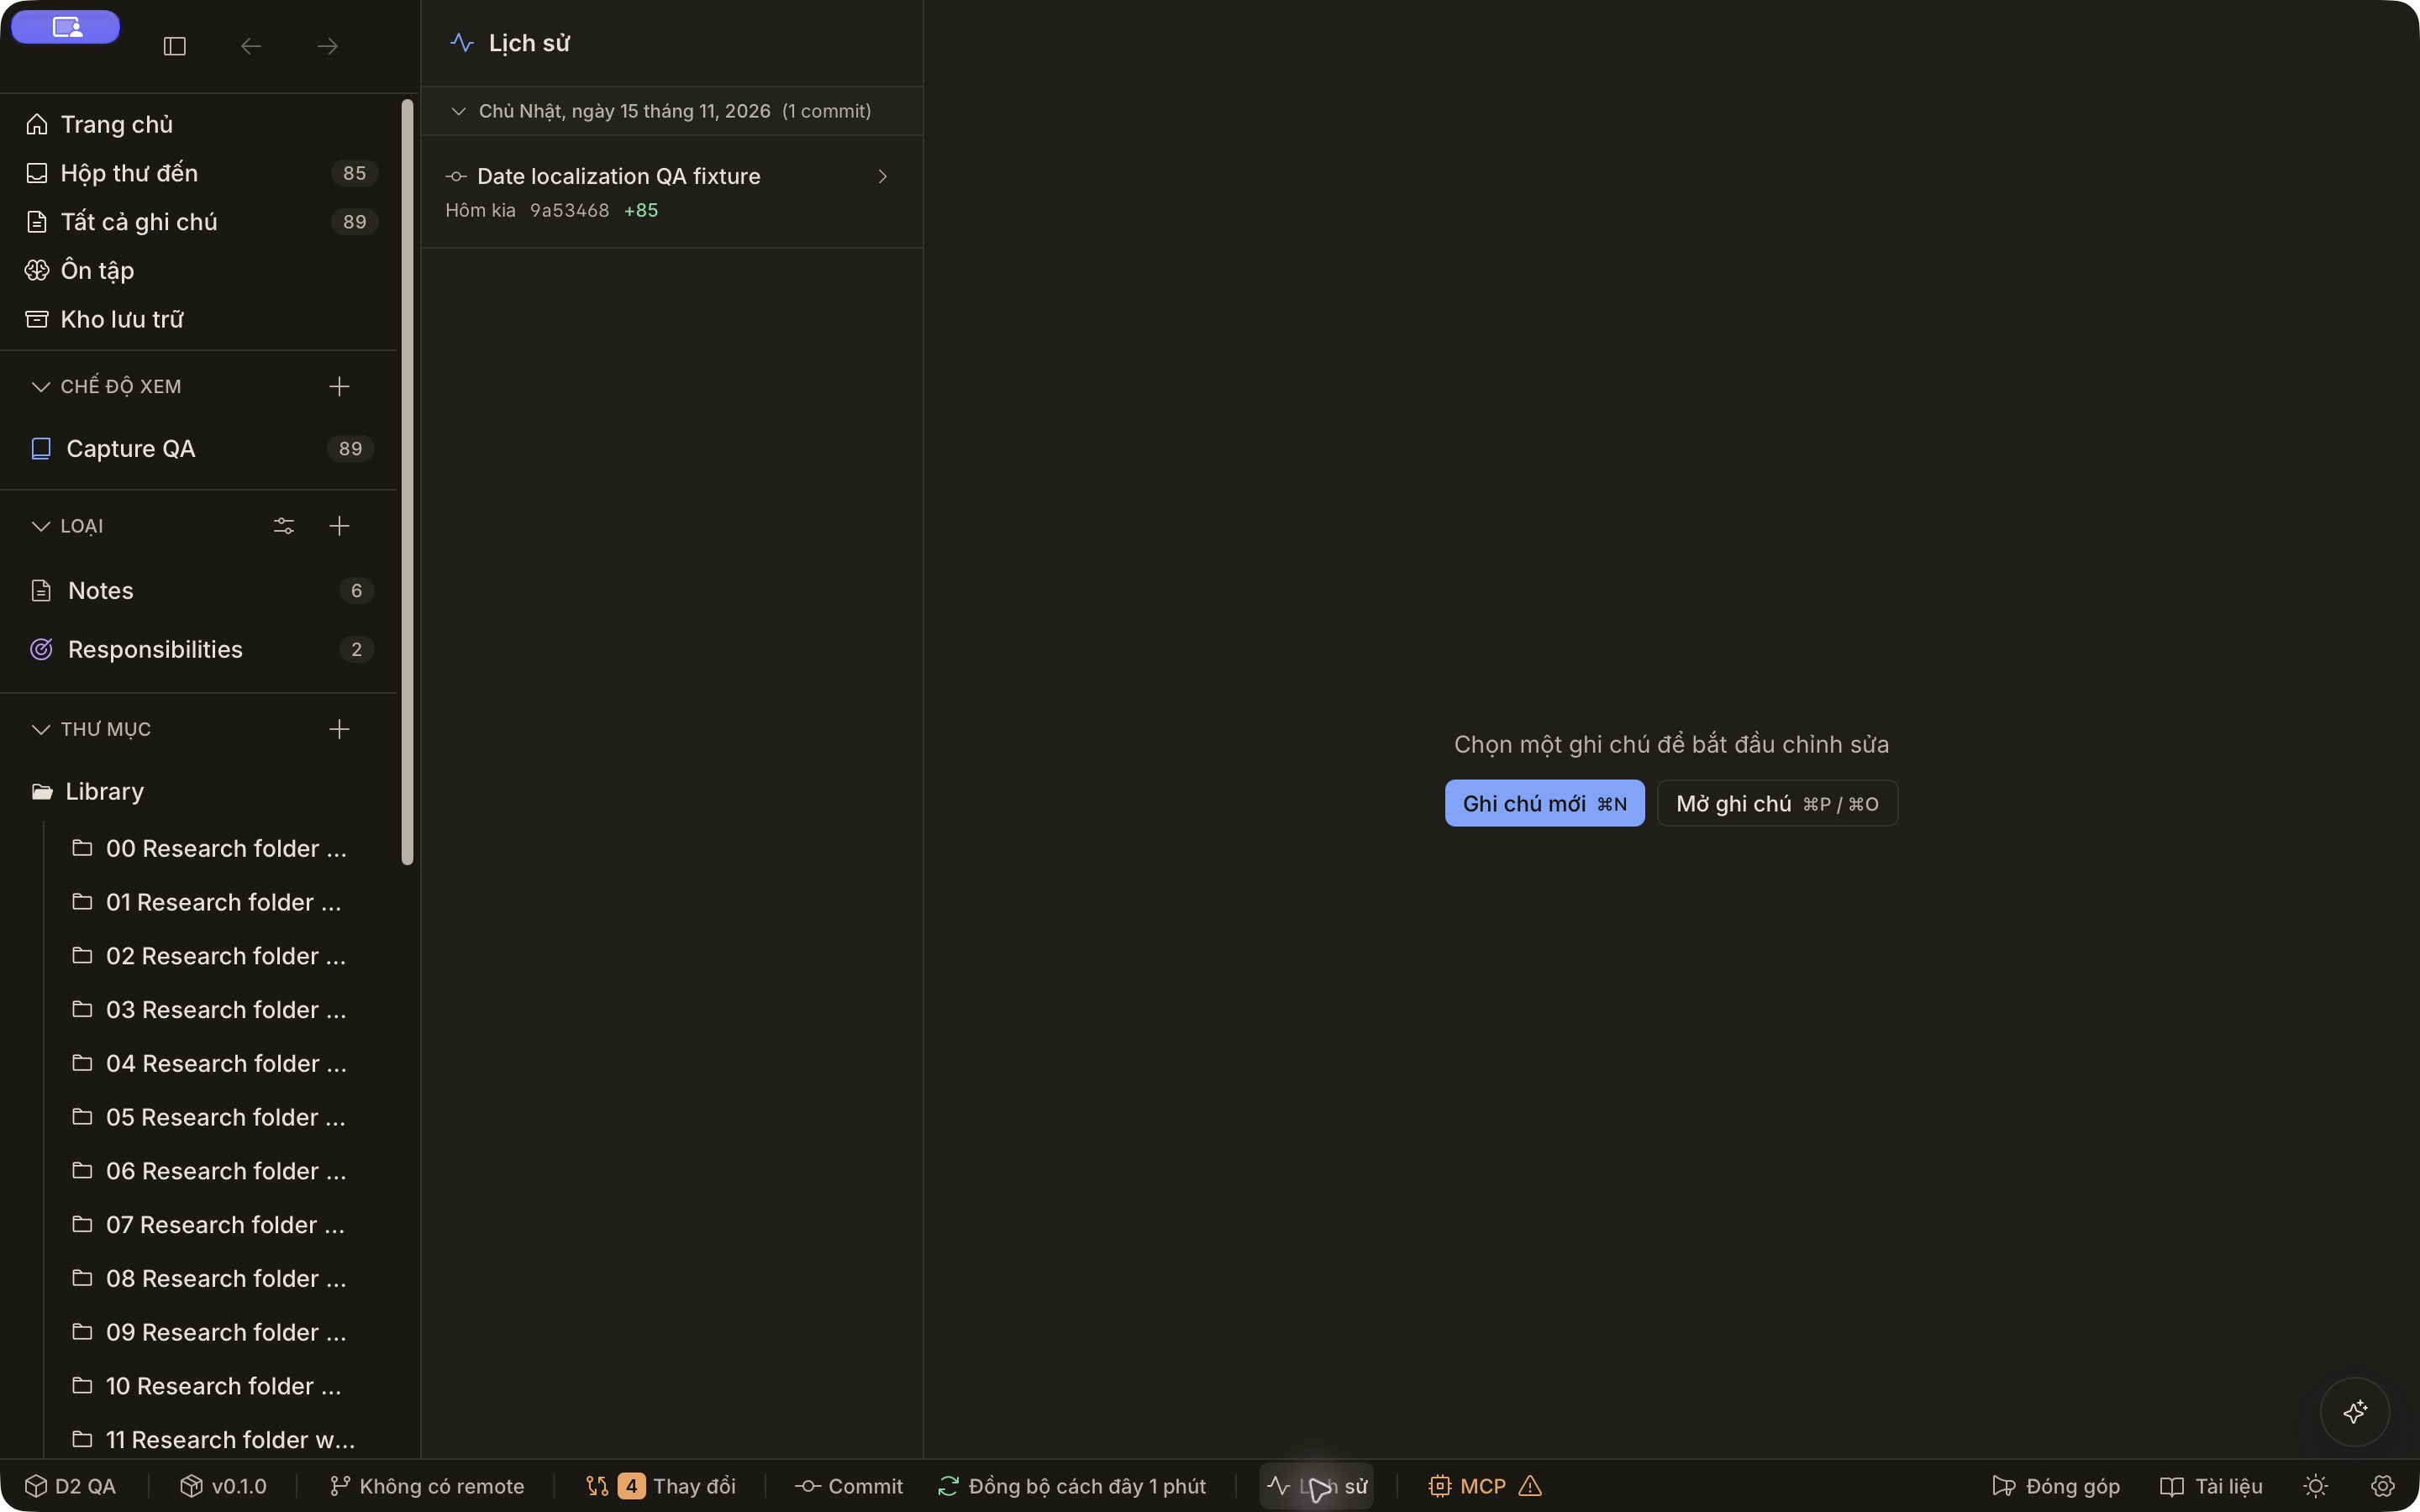 Lịch sử
Trang chủ
Hộp thư đến 85
Tất cả ghi chú 89
Ôn tập
Kho lưu trữ
CHẾ ĐỘ XEM
Capture QA 89
LOẠI
Notes 6
Responsibilities 2
THƯ MỤC
Library
00 Research folder ...
01 Research folder ...
02 Research folder ...
03 Research folder ...
04 Research folder ...
05 Research folder ...
06 Research folder ...
07 Research folder ...
08 Research folder ...
09 Research folder ...
10 Research folder ...
11 Research folder w...
Chủ Nhật, ngày 15 tháng 11, 2026 (1 commit)
Date localization QA fixture
Hôm kia 9a53468 +85
Chọn một ghi chú để bắt đầu chỉnh sửa
Ghi chú mới ⌘N Mở ghi chú ⌘P / ⌘O
D2 QA v0.1.0 Không có remote 4 Thay đổi Commit Đồng bộ cách đây 1 phút sử MCP Đóng góp Tài liệu